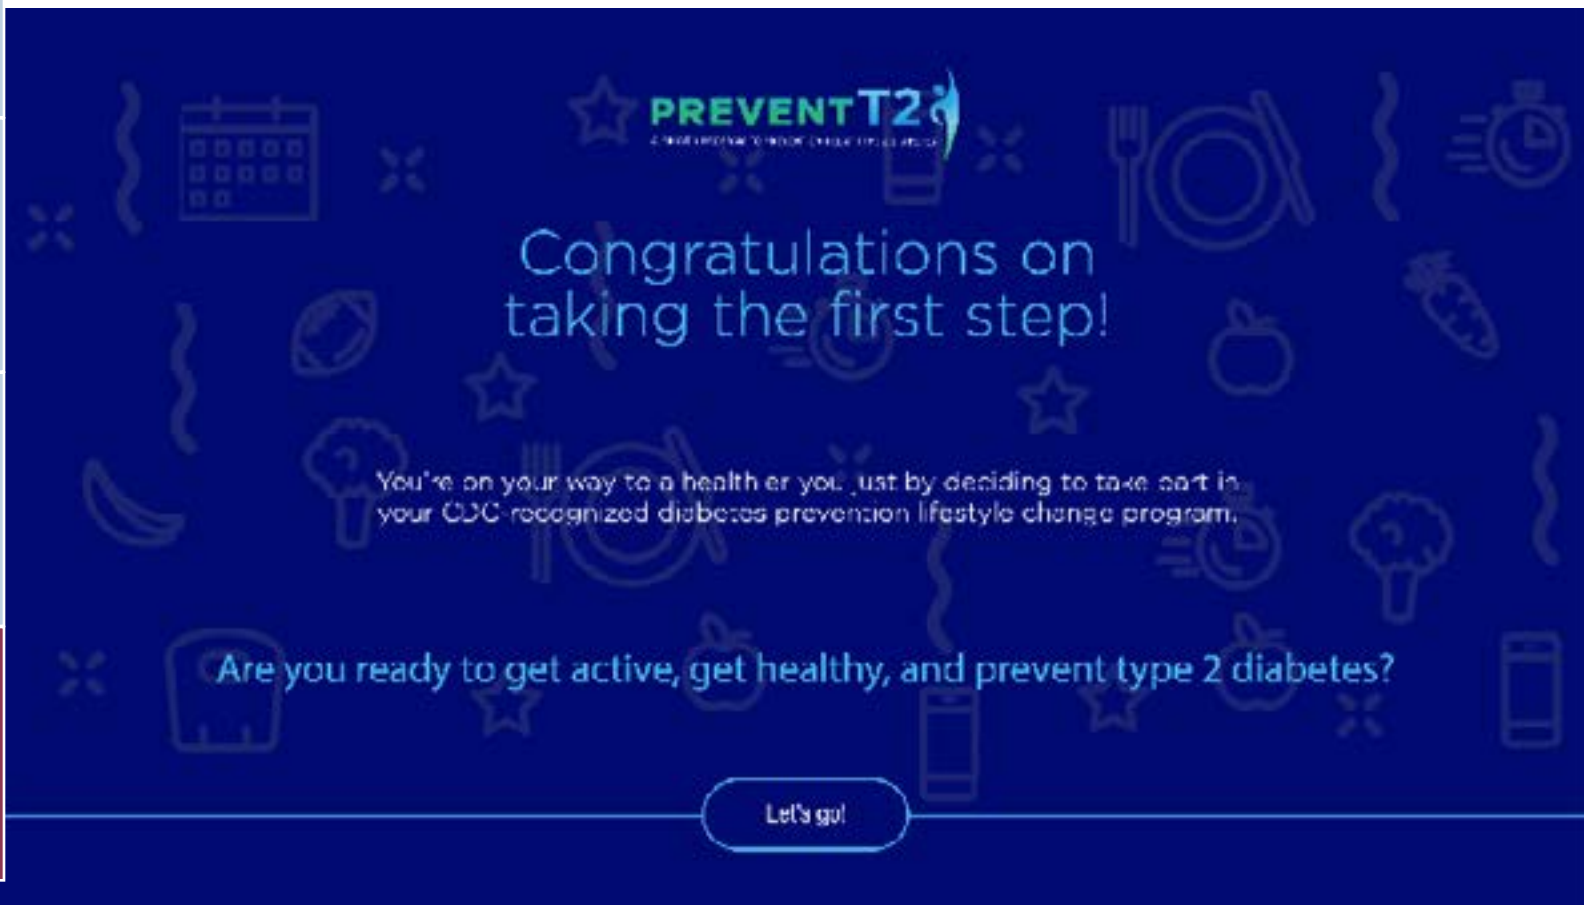 PREVENT T2
Congratulations on
taking the first step!
You're on your way to a healthier you just by deciding to take part in
your CDC-recognized diabetes prevention lifestyle change program.
Are you ready to get active, get healthy, and prevent type 2 diabetes?
Let's go!